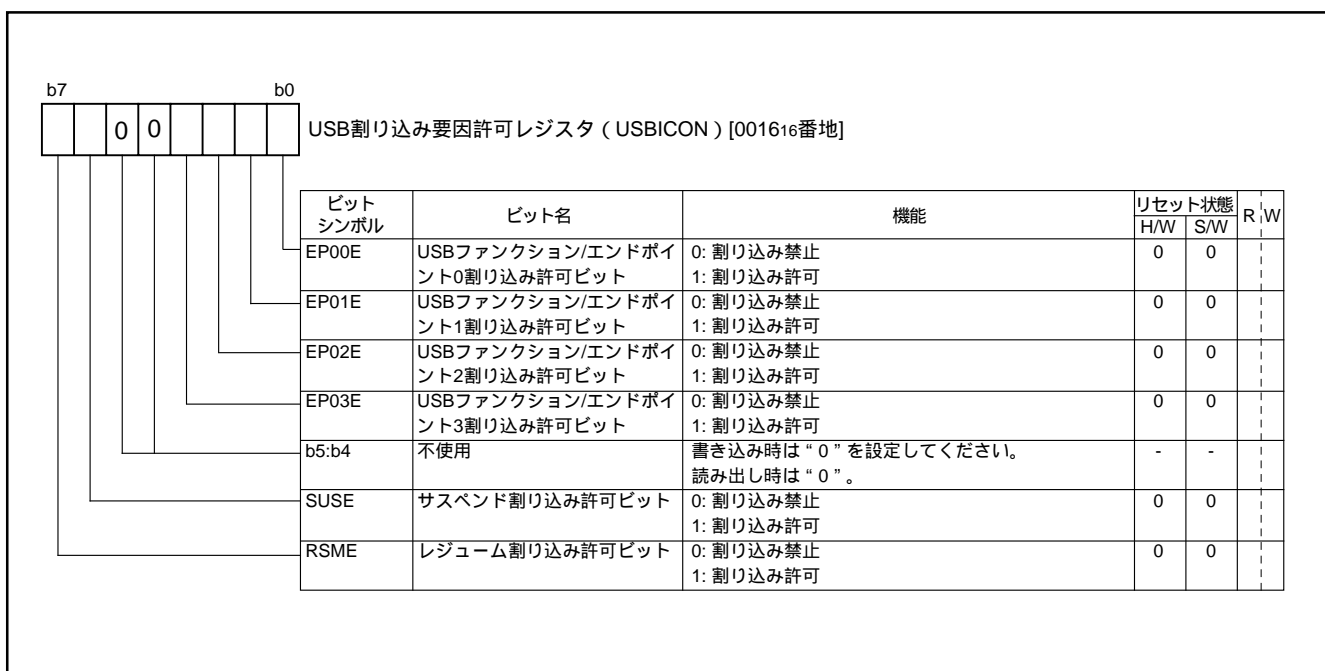 b7 b0
0 0
USB割り込み要因許可レジスタ（USBICON）[001616番地]
ビット
シンボル
ビット名
機能
リセット状態
H/W S/W
R W
EP00E USBファンクション/エンドポイ 0: 割り込み禁止 0 0
ント0割り込み許可ビット 1: 割り込み許可
EP01E USBファンクション/エンドポイ 0: 割り込み禁止 0 0
ント1割り込み許可ビット 1: 割り込み許可
EP02E USBファンクション/エンドポイ 0: 割り込み禁止 0 0
ント2割り込み許可ビット 1: 割り込み許可
EP03E USBファンクション/エンドポイ 0: 割り込み禁止 0 0
ント3割り込み許可ビット 1: 割り込み許可
b5:b4 不使用 書き込み時は“0”を設定してください。 - -
読み出し時は“0”。
SUSE サスペンド割り込み許可ビット 0: 割り込み禁止 0 0
1: 割り込み許可
RSME レジューム割り込み許可ビット 0: 割り込み禁止 0 0
1: 割り込み許可